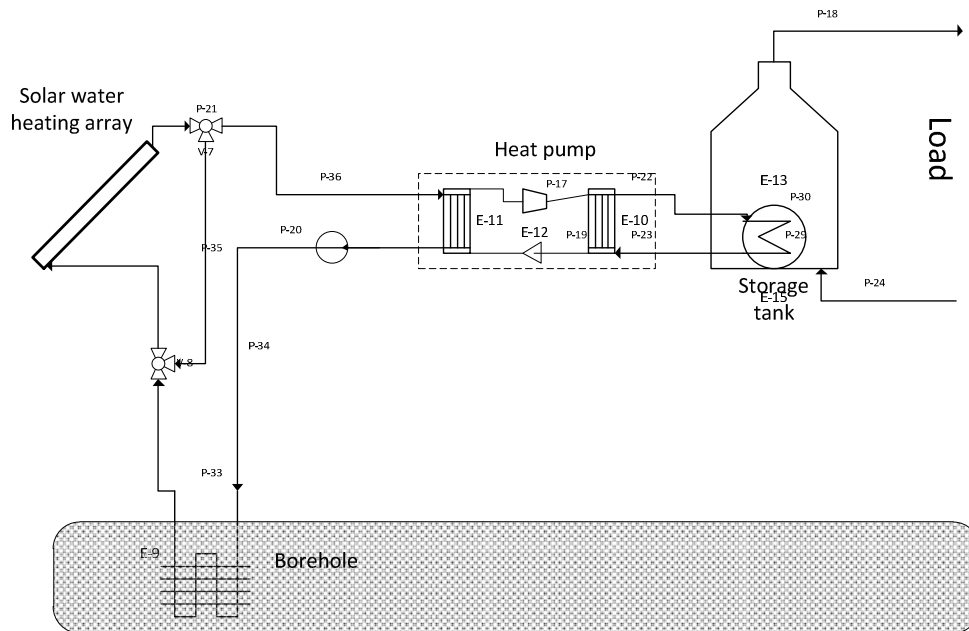 P-18
Solar water
heating array
P-21
V-7
Heat pump
Load
P-36
P-17
P-22
E-13
P-30
E-11
E-10
P-20
E-12
P-19
P-23
P-25
P-35
Storage
E-15
tank
P-24
P-34
V-8
P-33
E-9
Borehole